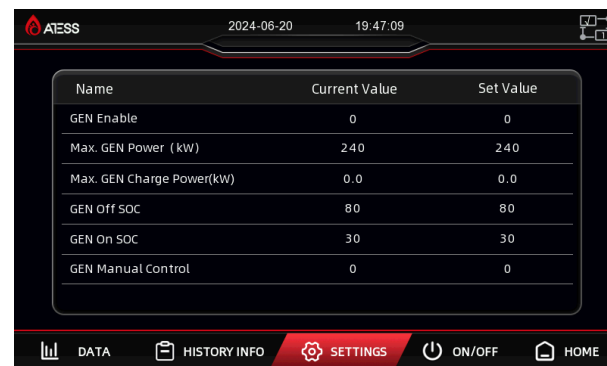 ATESS 2024-06-20 19:47:09
Name Current Value Set Value
GEN Enable 0 0
Max. GEN Power (kW) 240 240
Max. GEN Charge Power(kW) 0.0 0.0
GEN Off SOC 80 80
GEN On SOC 30 30
GEN Manual Control 0 0
DATA HISTORY INFO SETTINGS ON/OFF HOME